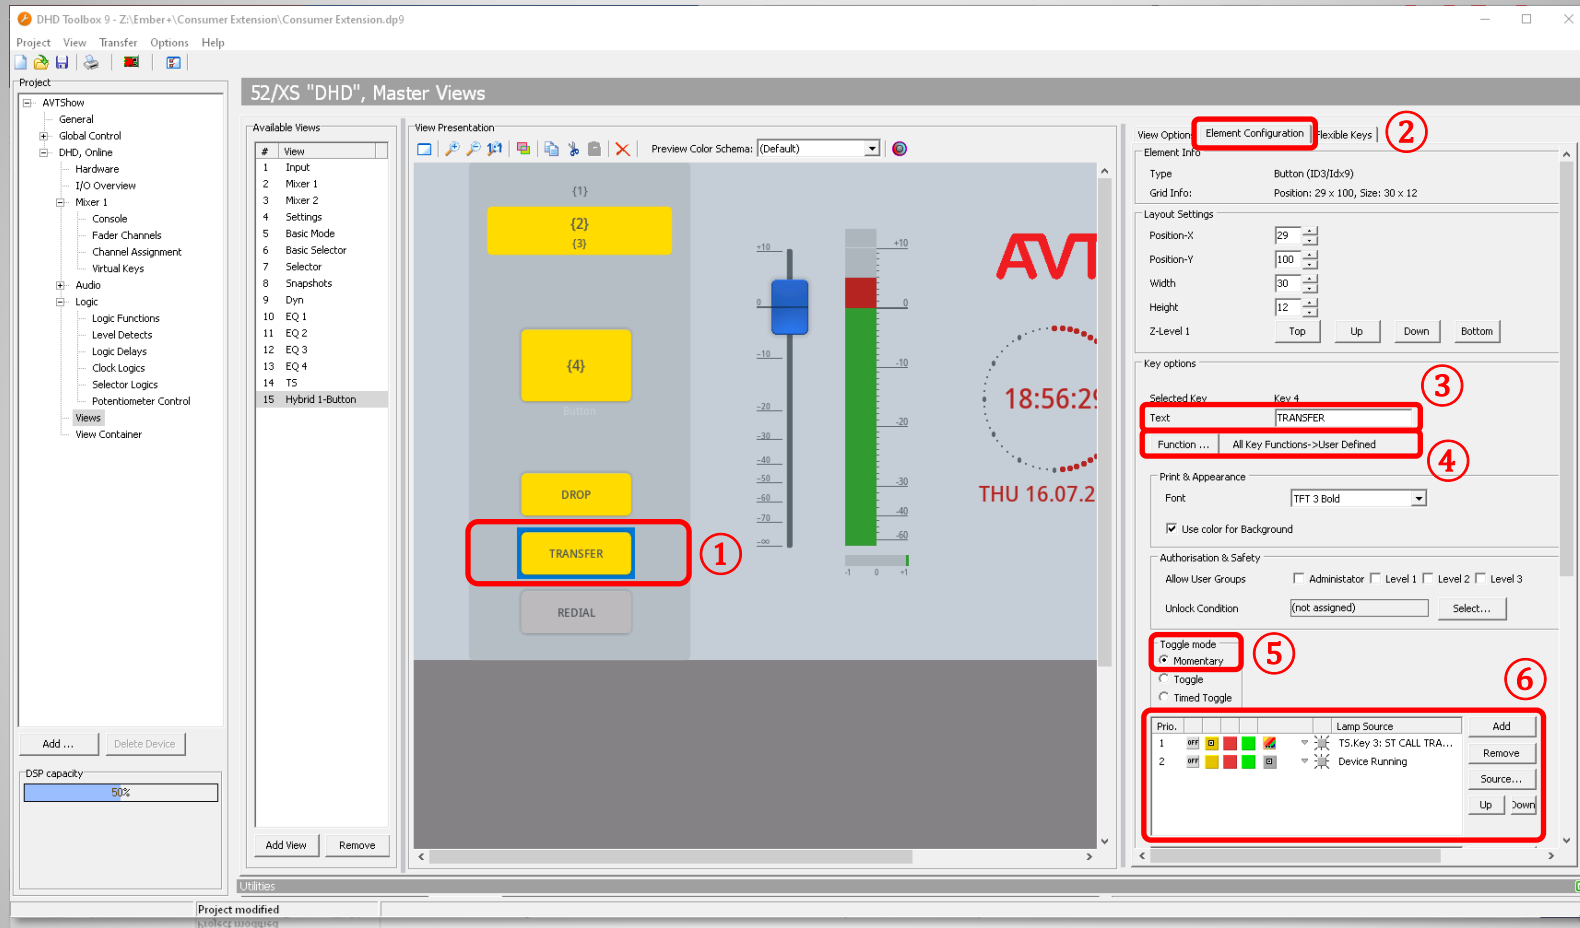 DHD Toolbox 9 - Z:\Ember+\Consumer Extension\Consumer Extension.dp9
Project View Transfer Options Help
Project
AVTShow
General
Global Control
DHD, Online
Hardware
I/O Overview
Mixer 1
Console
Fader Channels
Channel Assignment
Virtual Keys
Audio
Logic
Logic Functions
Level Detects
Logic Delays
Clock Logics
Selector Logics
Potentiometer Control
Views
View Container
Add ...
Delete Device
DSP capacity
50%
52/XS "DHD", Master Views
Available Views
# View
1 Input
2 Mixer 1
3 Mixer 2
4 Settings
5 Basic Mode
6 Basic Selector
7 Selector
8 Snapshots
9 Dyn
10 EQ 1
11 EQ 2
12 EQ 3
13 EQ 4
14 TS
15 Hybrid 1-Button
Add View
Remove
View Presentation
1:1
Preview Color Schema: (Default)
{1}
{2}
{3}
{4}
Button
DROP
TRANSFER
REDIAL
1
+10
0
-10
-20
-30
-40
-50
-60
-70
-∞
+10
0
-10
-20
-30
-40
-60
-1 0 +1
AVT
18:56:29
THU 16.07.2
View Option
Element Configuration
Flexible Keys
2
Element Info
Type Button (ID3/Idx9)
Grid Info: Position: 29 x 100, Size: 30 x 12
Layout Settings
Position-X 29
Position-Y 100
Width 30
Height 12
Z-Level 1 Top Up Down Bottom
Key options
3
Selected Key Key 4
Text TRANSFER
Function ... All Key Functions->User Defined
4
Print & Appearance
Font TFT 3 Bold
Use color for Background
Authorisation & Safety
Allow User Groups Administator Level 1 Level 2 Level 3
Unlock Condition (not assigned) Select...
Toggle mode
Momentary
Toggle
Timed Toggle
5
6
Prio. Lamp Source
1 OFF TS.Key 3: ST CALL TRA...
2 OFF Device Running
Add
Remove
Source...
Up Down
Utilities
Project modified